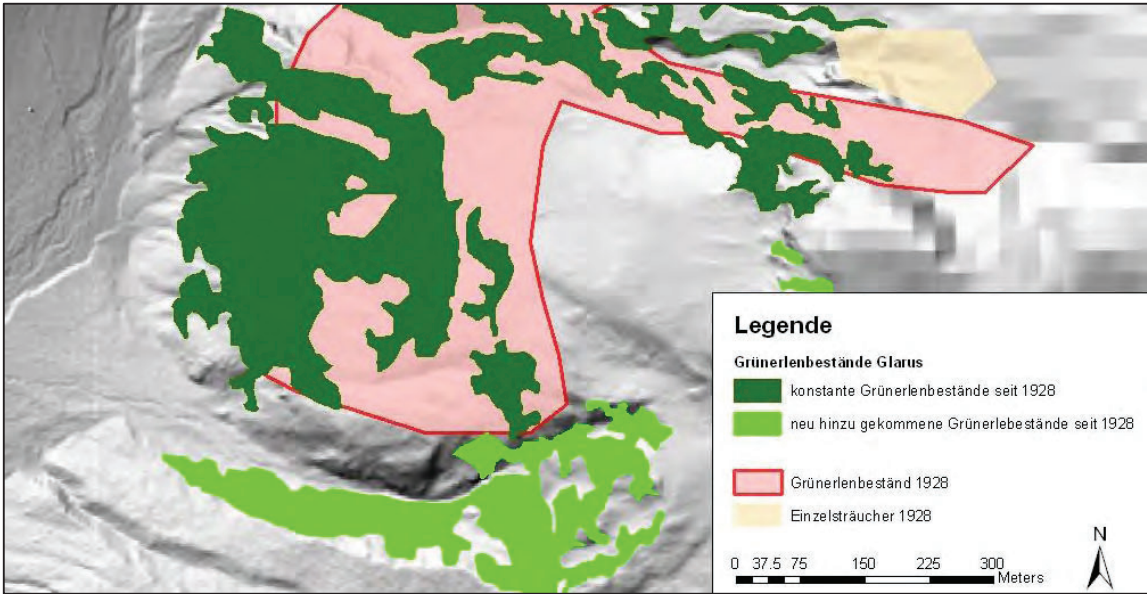 Legende
Grünerlenbestände Glarus
konstante Grünerlenbestände seit 1928
neu hinzu gekommene Grünerlebestände seit 1928
Grünerlenbeständ 1928
Einzelsträucher 1928
N
0 37.5 75 150 225 300
Meters